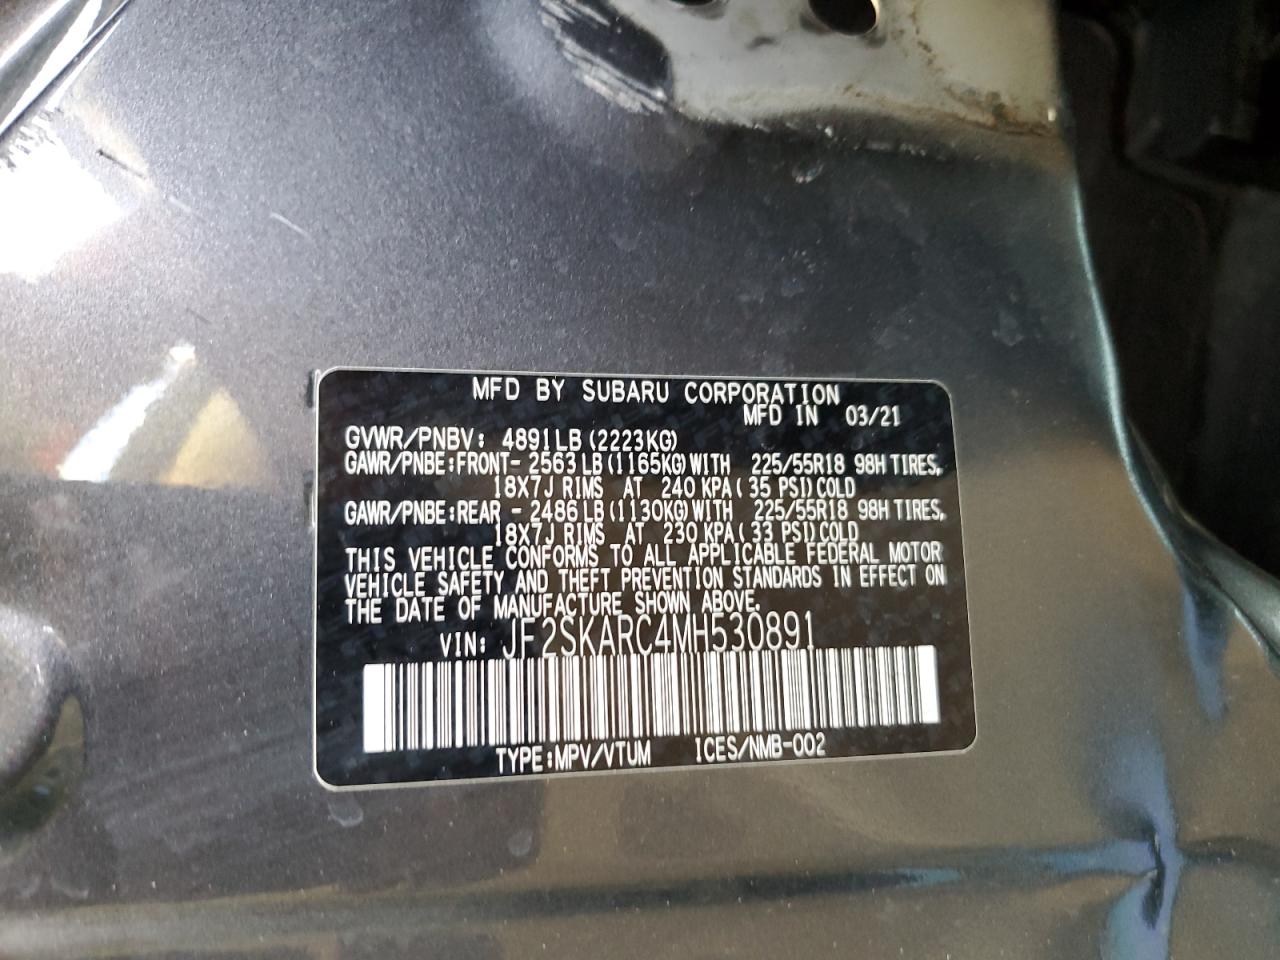 MFD BY SUBARU CORPORATION
MFD IN 03/21
GVWR/PNBV: 4891LB (2223KG)
GAWR/PNBE:FRONT- 2563LB (1165KG) WITH 225/55R18 98H TIRES,
18X7J RIMS AT 240 KPA ( 35 PSI) COLD
GAWR/PNBE:REAR - 2486LB (1130KG) WITH 225/55R18 98H TIRES,
18X7J RIMS AT 230 KPA ( 33 PSI) COLD
THIS VEHICLE CONFORMS TO ALL APPLICABLE FEDERAL MOTOR
VEHICLE SAFETY AND THEFT PREVENTION STANDARDS IN EFFECT ON
THE DATE OF MANUFACTURE SHOWN ABOVE.
VIN: JF2SKARC4MH530891
TYPE:MPV/VTUM ICES/NMB-002